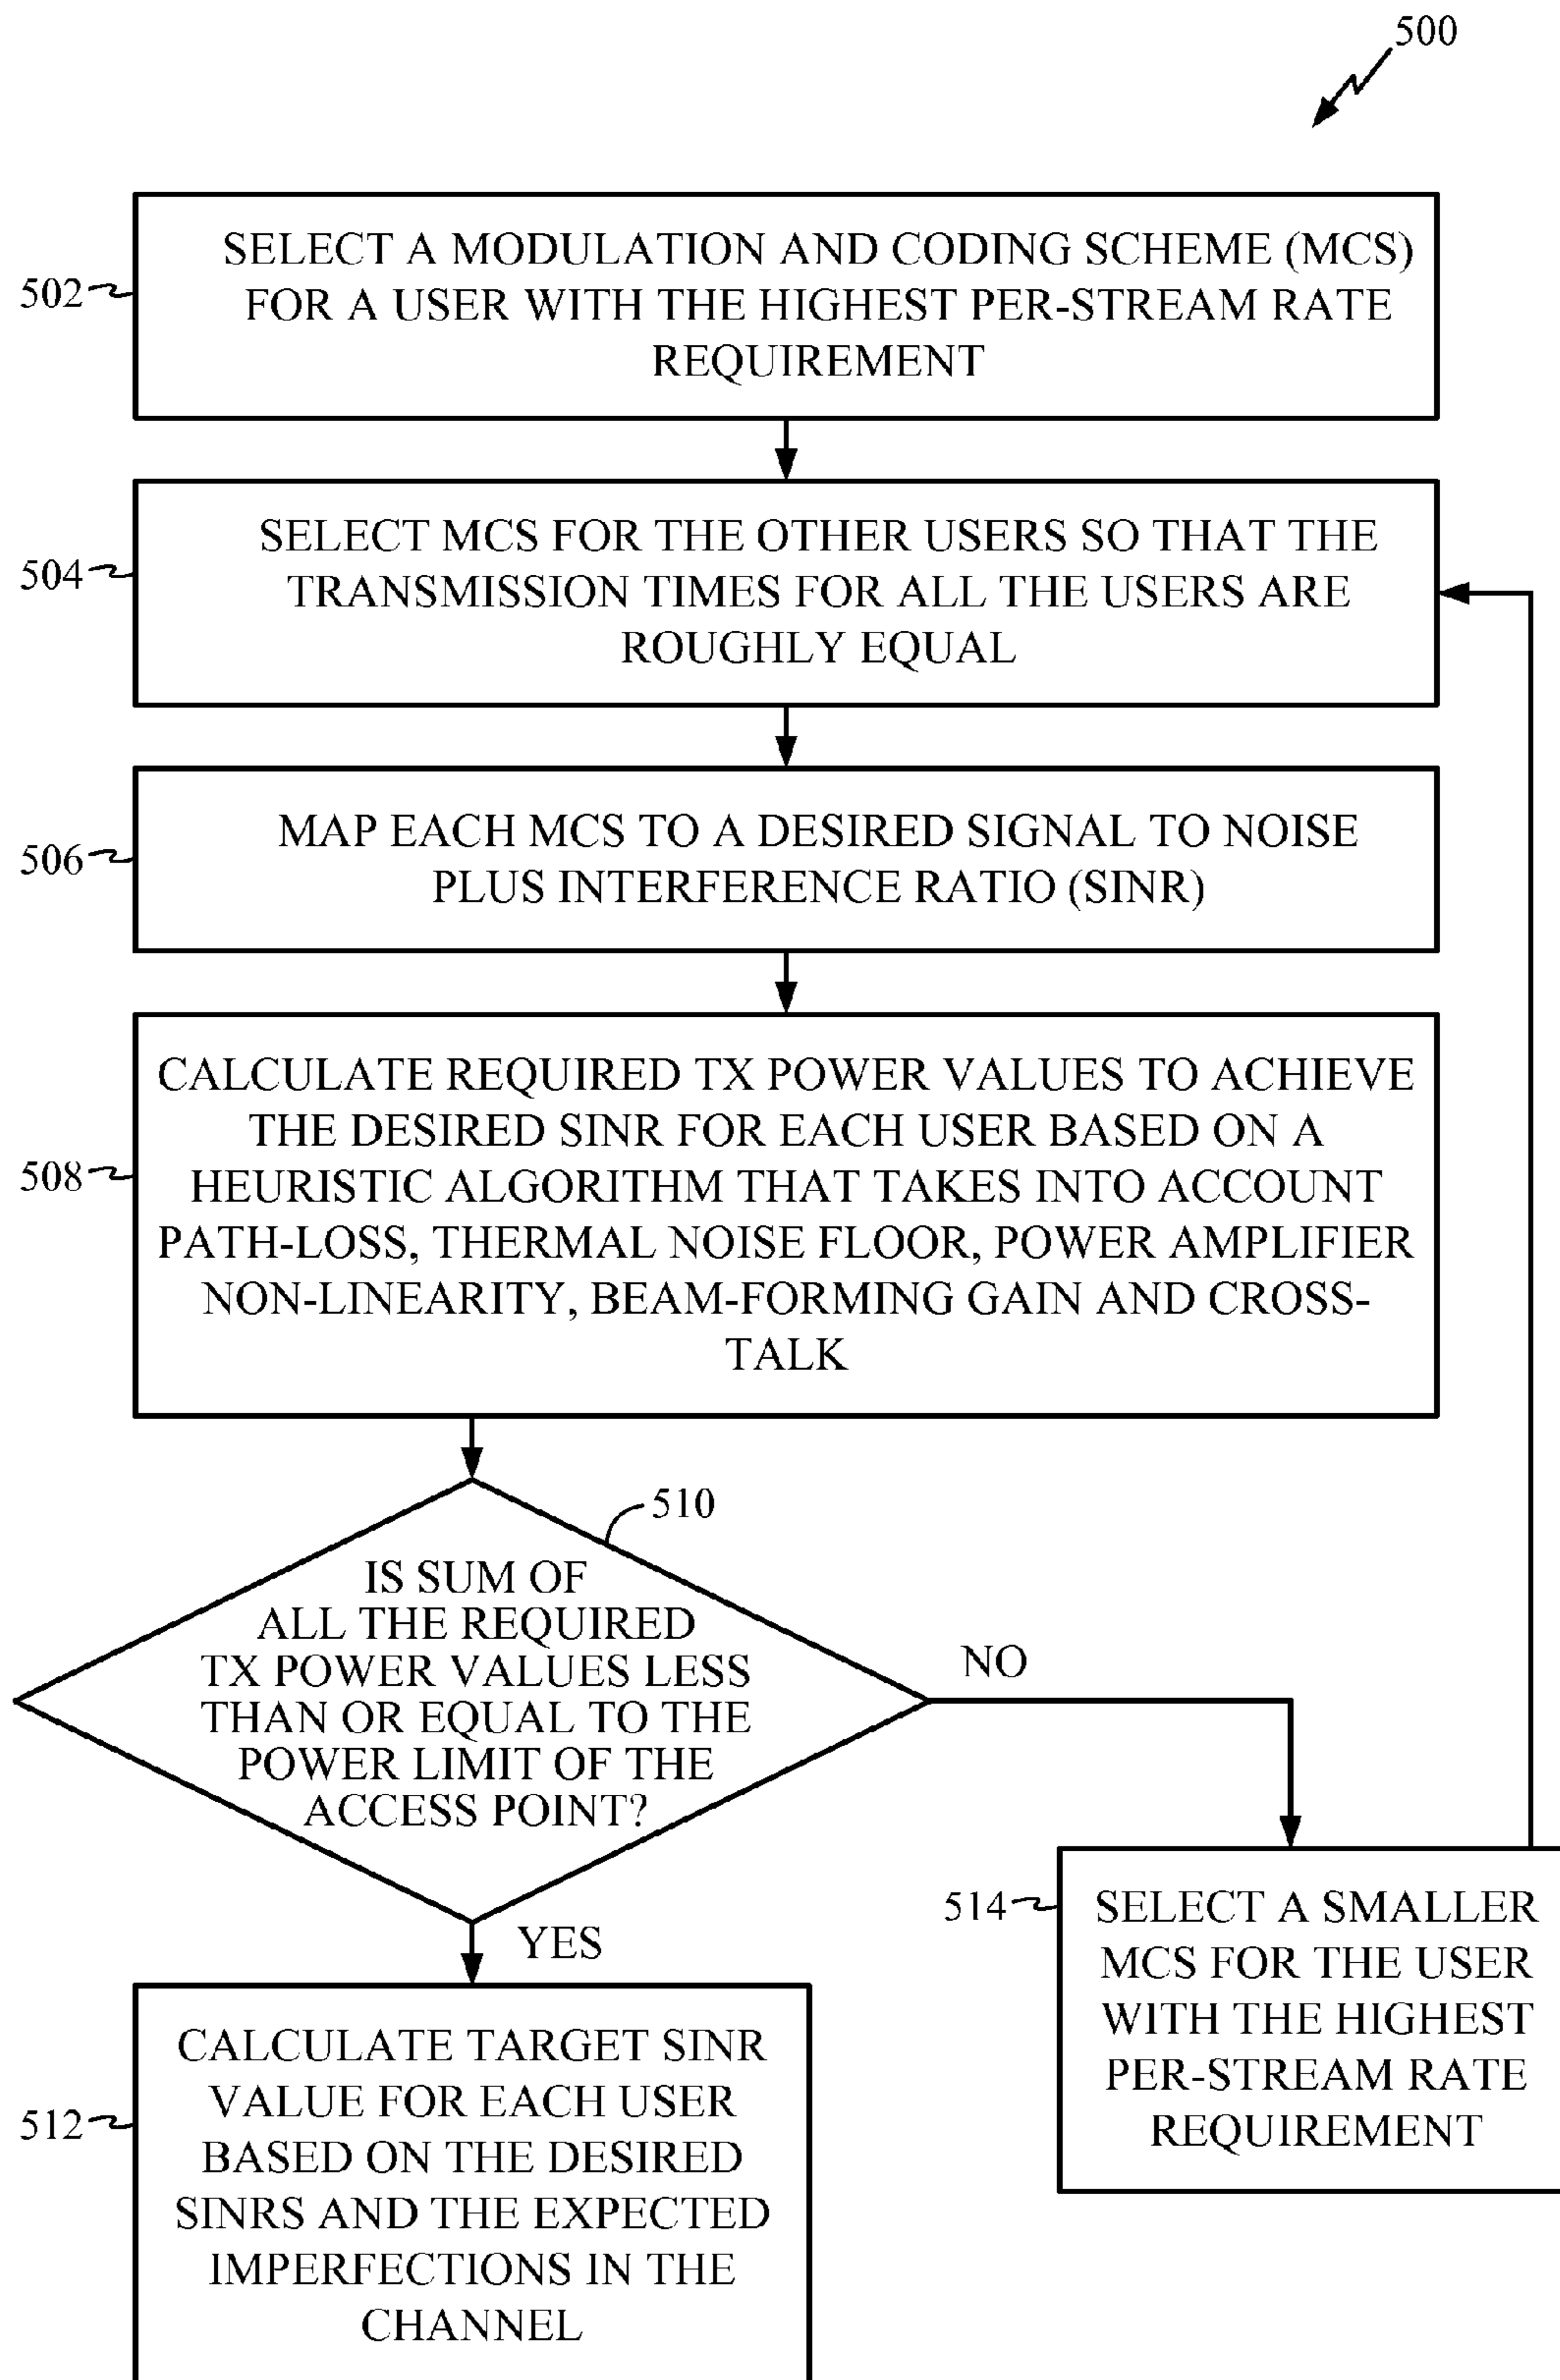 500
502
SELECT A MODULATION AND CODING SCHEME (MCS)
FOR A USER WITH THE HIGHEST PER-STREAM RATE
REQUIREMENT
504
SELECT MCS FOR THE OTHER USERS SO THAT THE
TRANSMISSION TIMES FOR ALL THE USERS ARE
ROUGHLY EQUAL
506
MAP EACH MCS TO A DESIRED SIGNAL TO NOISE
PLUS INTERFERENCE RATIO (SINR)
508
CALCULATE REQUIRED TX POWER VALUES TO ACHIEVE
THE DESIRED SINR FOR EACH USER BASED ON A
HEURISTIC ALGORITHM THAT TAKES INTO ACCOUNT
PATH-LOSS, THERMAL NOISE FLOOR, POWER AMPLIFIER
NON-LINEARITY, BEAM-FORMING GAIN AND CROSS-
TALK
510
IS SUM OF
ALL THE REQUIRED
TX POWER VALUES LESS
THAN OR EQUAL TO THE
POWER LIMIT OF THE
ACCESS POINT?
NO
YES
514
SELECT A SMALLER
MCS FOR THE USER
WITH THE HIGHEST
PER-STREAM RATE
REQUIREMENT
512
CALCULATE TARGET SINR
VALUE FOR EACH USER
BASED ON THE DESIRED
SINRS AND THE EXPECTED
IMPERFECTIONS IN THE
CHANNEL